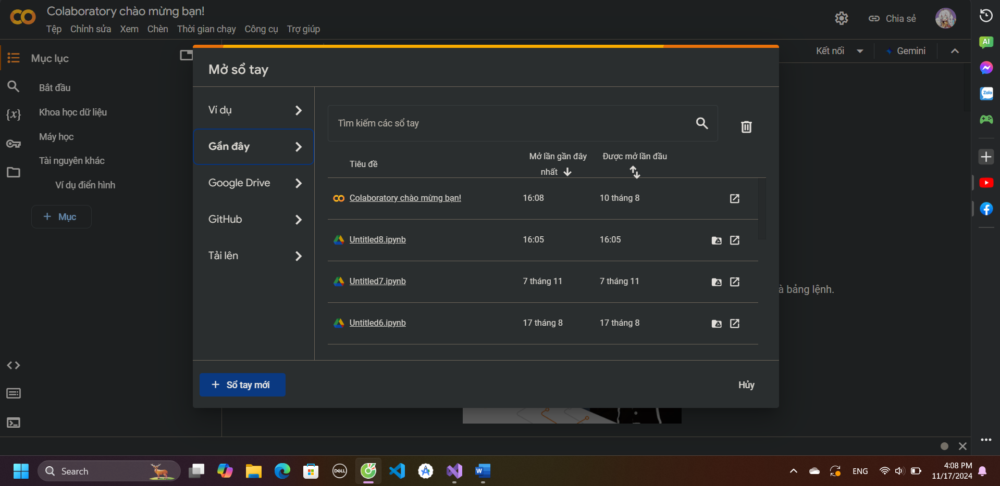 Colaboratory chào mừng bạn!
Tệp Chỉnh sửa Xem Chèn Thời gian chạy Công cụ Trợ giúp
Chia sẻ
Mục lục
Bắt đầu
Khoa học dữ liệu
Máy học
Tài nguyên khác
Ví dụ điển hình
+ Mục
Kết nối
Gemini
Mở sổ tay
Ví dụ
Gần đây
Google Drive
GitHub
Tải lên
Tìm kiếm các sổ tay
Tiêu đề
Mở lần gần đây
nhất
Được mở lần đầu
Colaboratory chào mừng bạn! 16:08 10 tháng 8
Untitled8.ipynb 16:05 16:05
Untitled7.ipynb 7 tháng 11 7 tháng 11
Untitled6.ipynb 17 tháng 8 17 tháng 8
+ Sổ tay mới
Hủy
à bảng lệnh.
AI
Zalo
Search
DELL
W
ENG
4:08 PM
11/17/2024